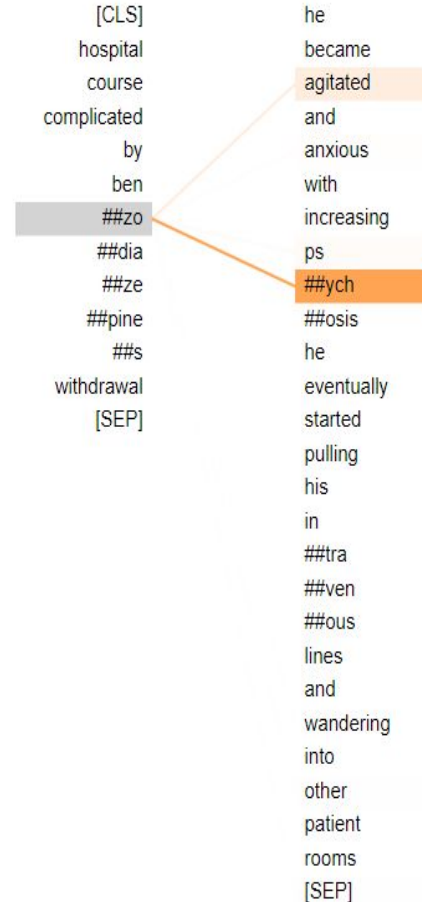 [CLS]
hospital
course
complicated
by
ben
##zo
##dia
##ze
##pine
##s
withdrawal
[SEP]
he
became
agitated
and
anxious
with
increasing
ps
##ych
##osis
he
eventually
started
pulling
his
in
##tra
##ven
##ous
lines
and
wandering
into
other
patient
rooms
[SEP]